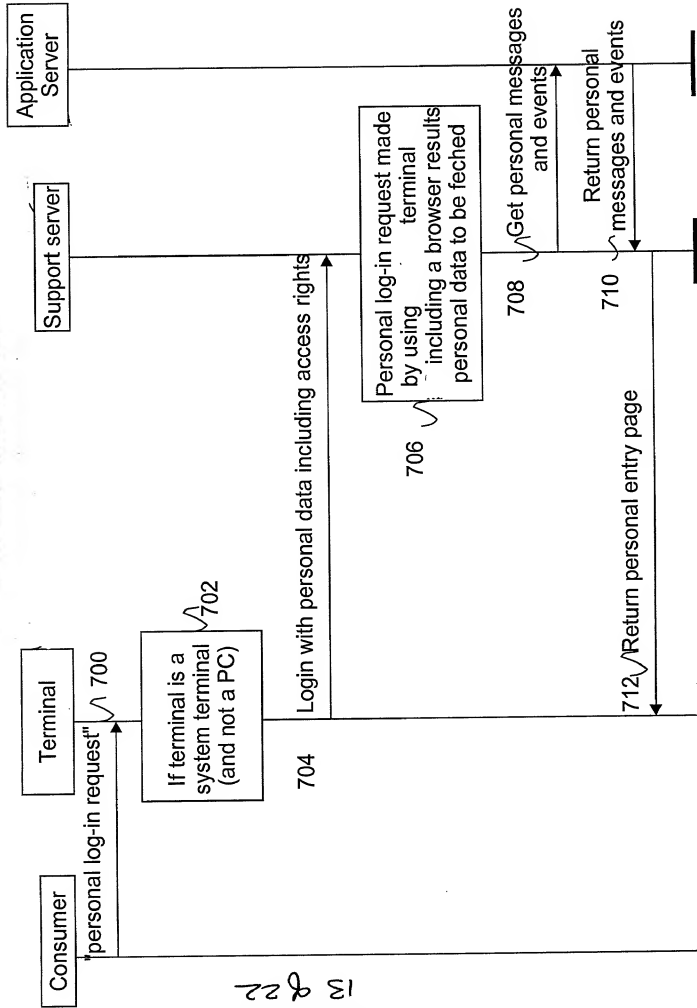 Consumer
Terminal
Support server
Application
Server
"personal log-in request"
700
If terminal is a
system terminal
(and not a PC)
702
704
Login with personal data including access rights
Personal log-in request made
by using terminal
including a browser results
personal data to be feched
706
708
Get personal messages
and events
710
Return personal
messages and events
712
Return personal entry page
13 of 22